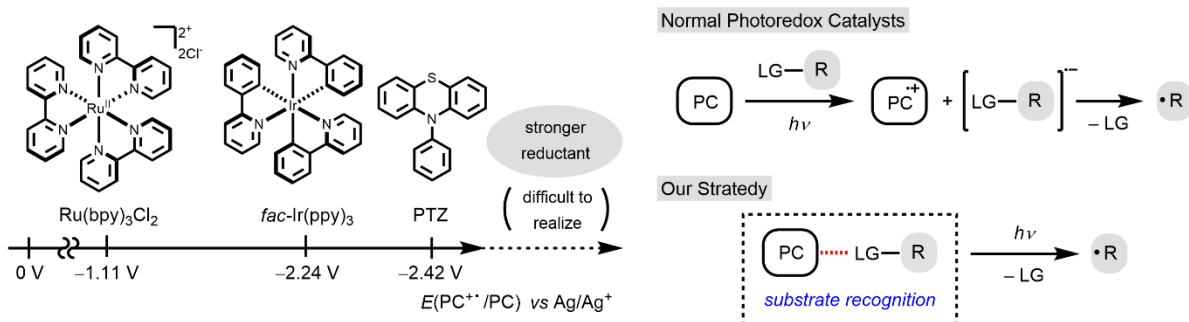 ]2+
2Cl-
N
N
N
RuII
N
N
N
N
Ir
N
N
S
N
stronger
reductant
(difficult to
realize)
Ru(bpy)3Cl2
fac-Ir(ppy)3
PTZ
0 V
–1.11 V
–2.24 V
–2.42 V
E(PC+•/PC) vs Ag/Ag+
Normal Photoredox Catalysts
PC
LG—R
hν
PC•+
+
[LG—R]•−
– LG
•R
Our Stratedy
PC
LG—R
substrate recognition
hν
– LG
•R